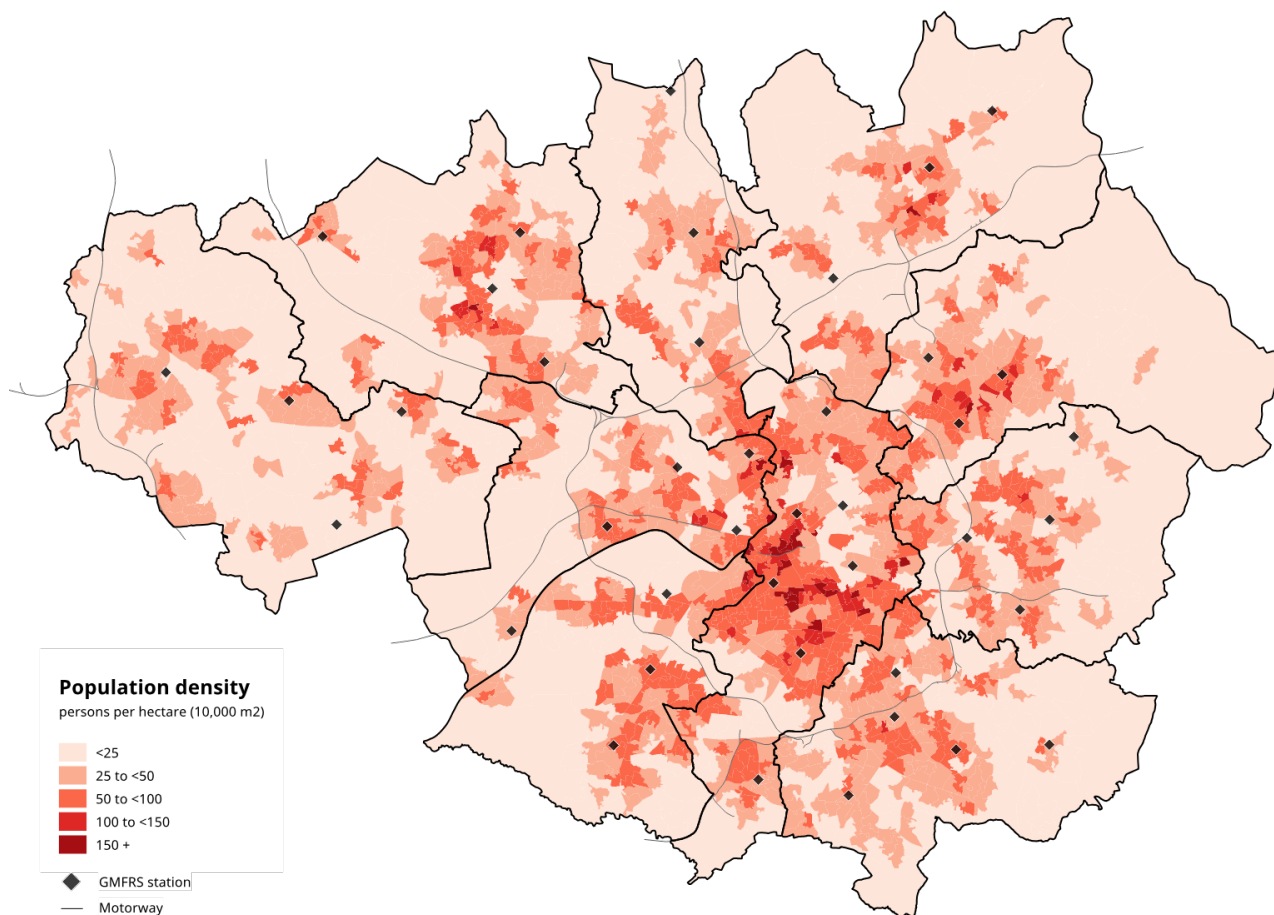 Population density
persons per hectare (10,000 m2)
<25
25 to <50
50 to <100
100 to <150
150 +
GMFRS station
Motorway